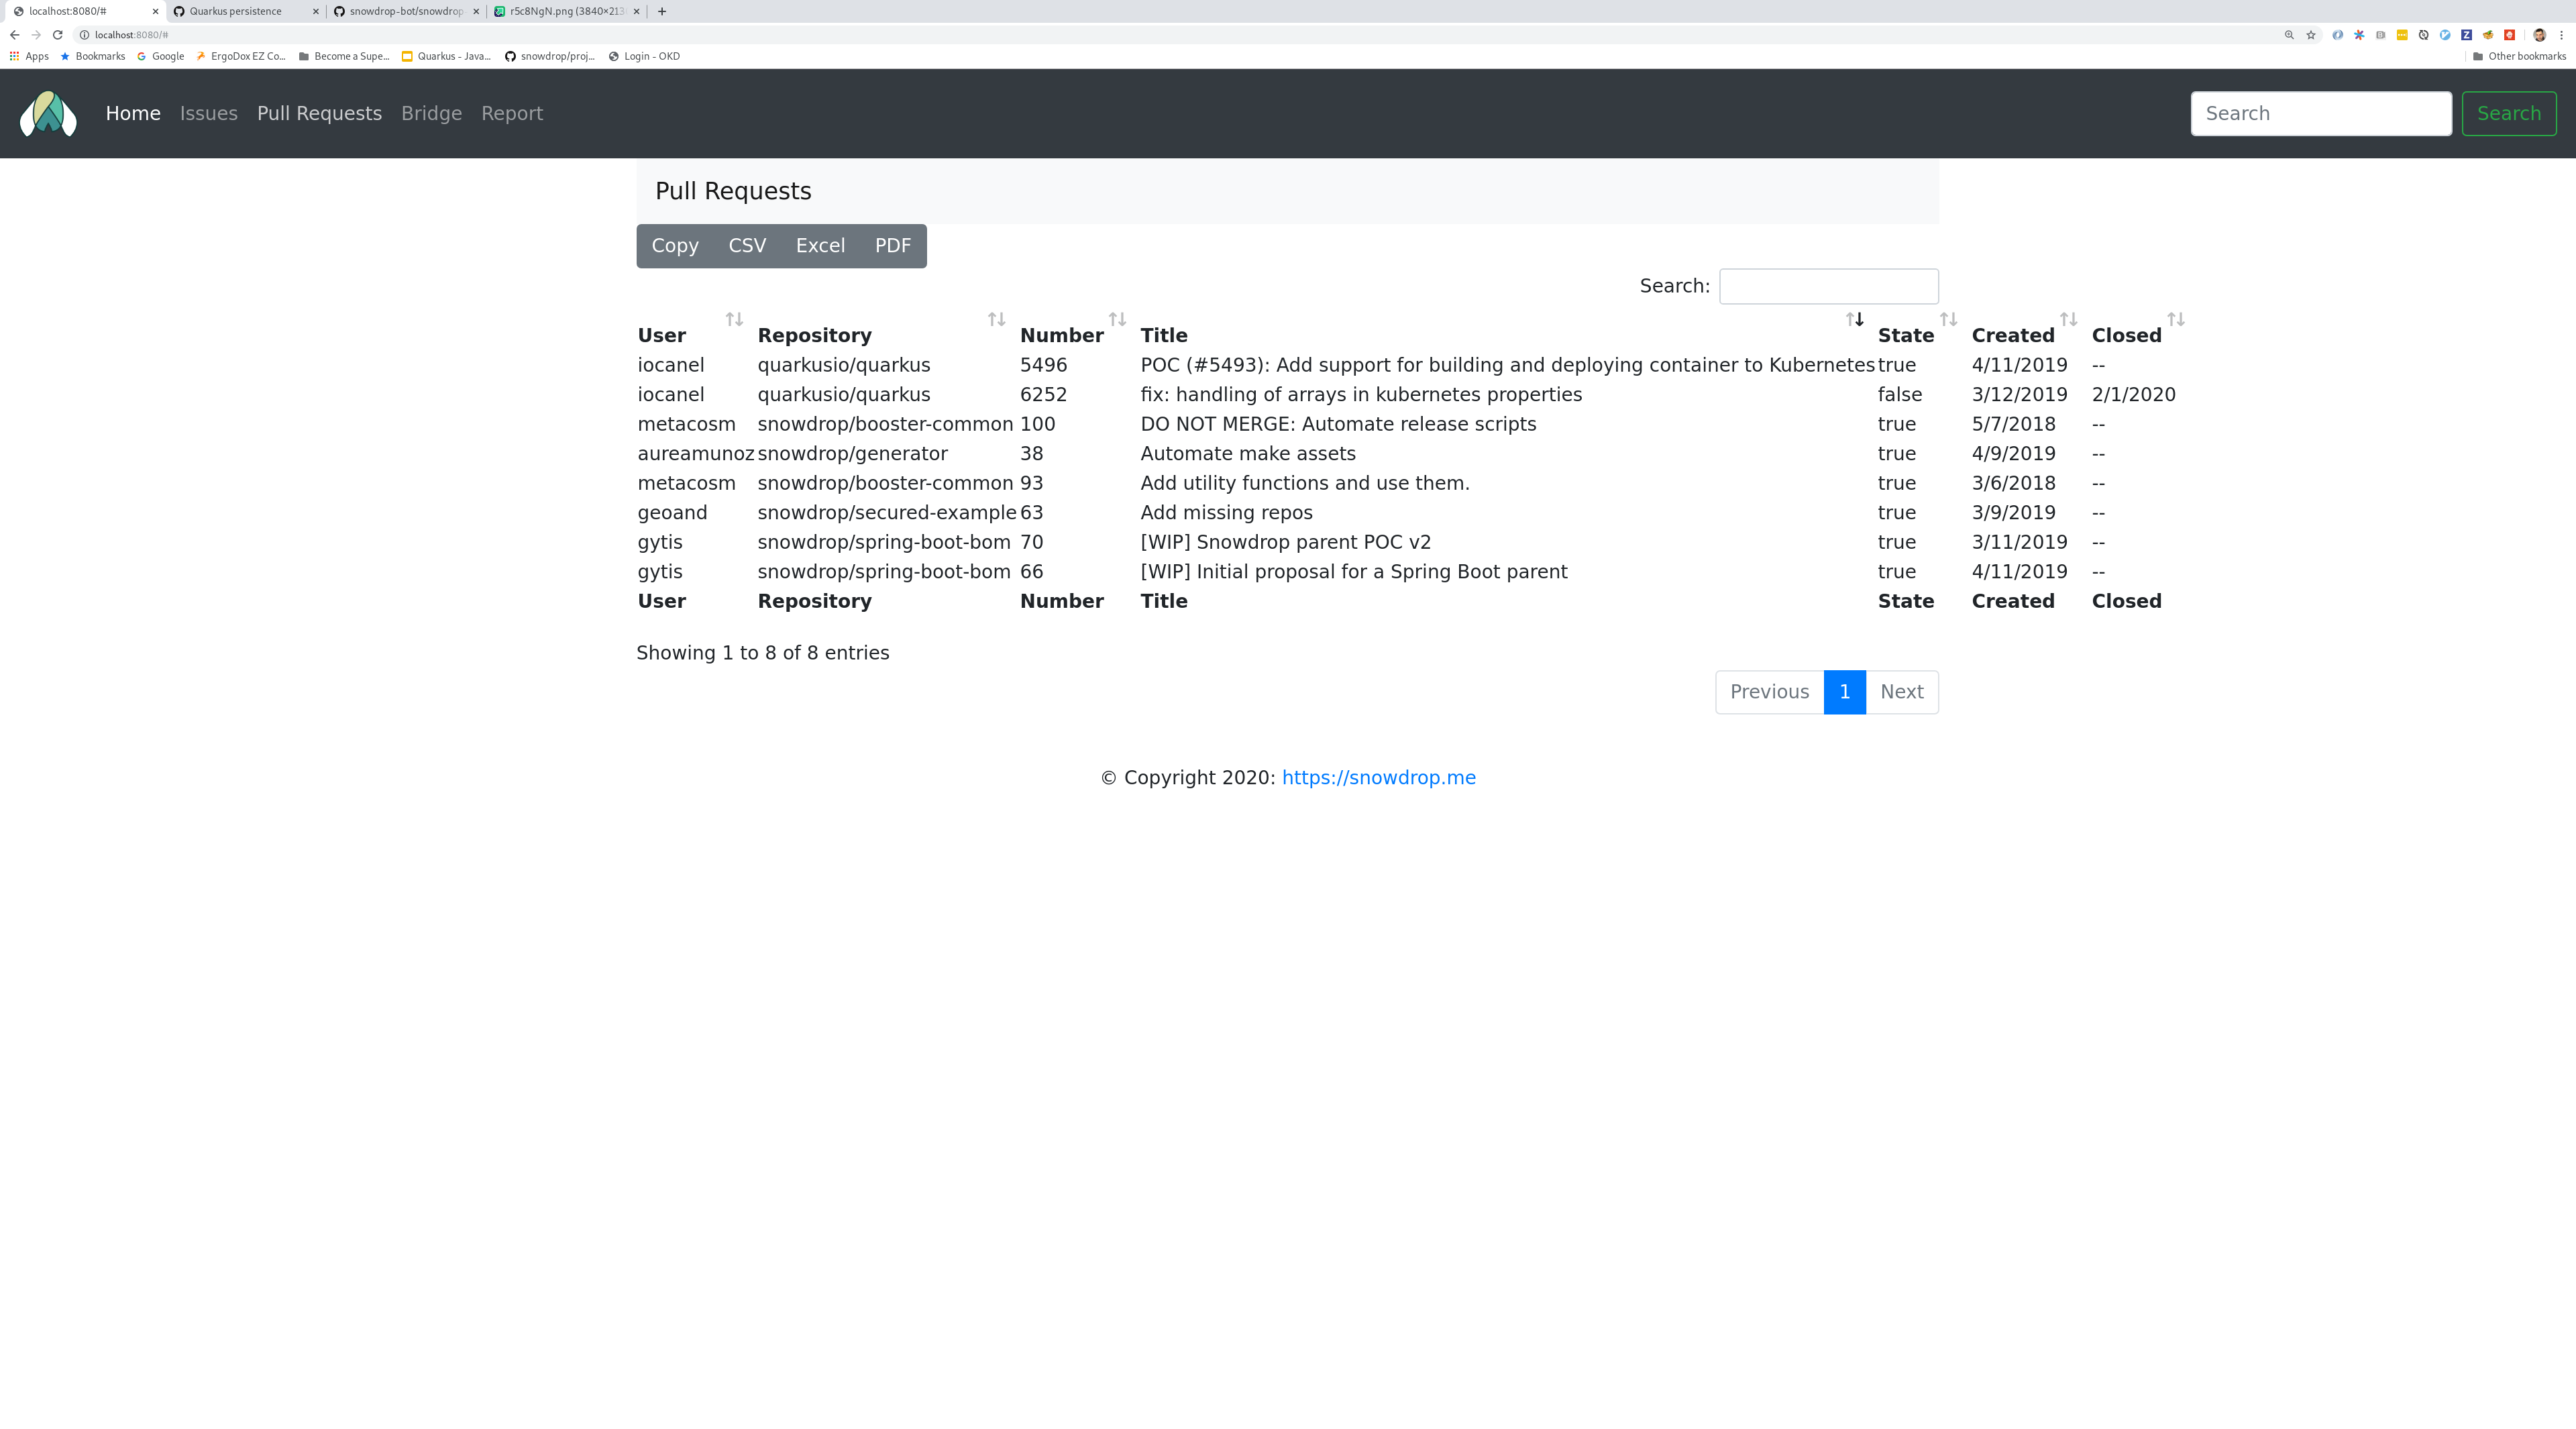 localhost:8080/#
Quarkus persistence
snowdrop-bot/snowdrop
r5c8NgN.png (3840×213
localhost:8080/#
Apps Bookmarks Google ErgoDox EZ Co... Become a Supe... Quarkus - Java... snowdrop/proj... Login - OKD Other bookmarks
Home Issues Pull Requests Bridge Report Search Search
Pull Requests
Copy CSV Excel PDF
Search:
User Repository Number Title State Created Closed
iocanel quarkusio/quarkus 5496 POC (#5493): Add support for building and deploying container to Kubernetes true 4/11/2019 --
iocanel quarkusio/quarkus 6252 fix: handling of arrays in kubernetes properties false 3/12/2019 2/1/2020
metacosm snowdrop/booster-common 100 DO NOT MERGE: Automate release scripts true 5/7/2018 --
aureamunoz snowdrop/generator 38 Automate make assets true 4/9/2019 --
metacosm snowdrop/booster-common 93 Add utility functions and use them. true 3/6/2018 --
geoand snowdrop/secured-example 63 Add missing repos true 3/9/2019 --
gytis snowdrop/spring-boot-bom 70 [WIP] Snowdrop parent POC v2 true 3/11/2019 --
gytis snowdrop/spring-boot-bom 66 [WIP] Initial proposal for a Spring Boot parent true 4/11/2019 --
User Repository Number Title State Created Closed
Showing 1 to 8 of 8 entries
Previous 1 Next
© Copyright 2020: https://snowdrop.me